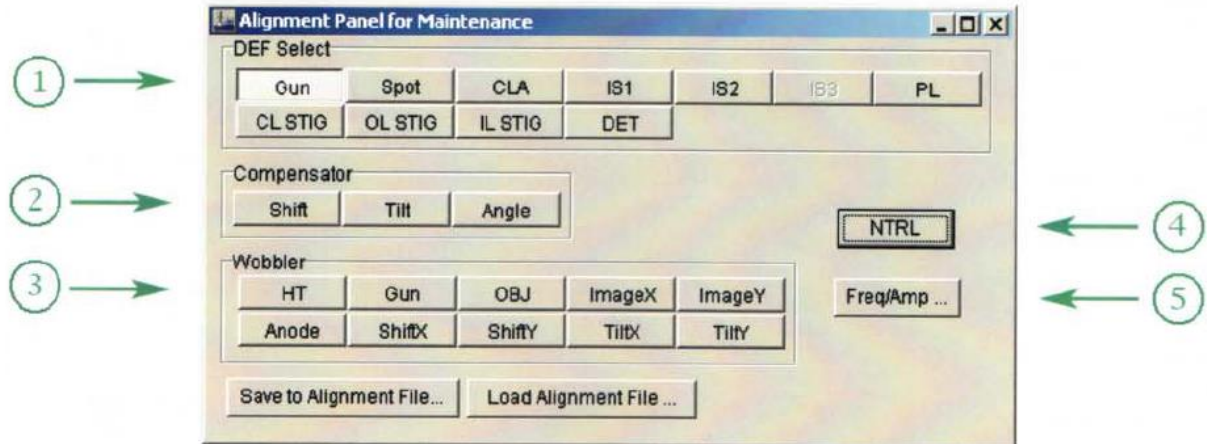 Alignment Panel for Maintenance
DEF Select
1
Gun Spot CLA IS1 IS2 IS3 PL
CL STIG OL STIG IL STIG DET
Compensator
2
Shift Tilt Angle
NTRL
4
Wobbler
3
HT Gun OBJ ImageX ImageY
Freq/Amp ...
5
Anode ShiftX ShiftY TiltX TiltY
Save to Alignment File... Load Alignment File ...